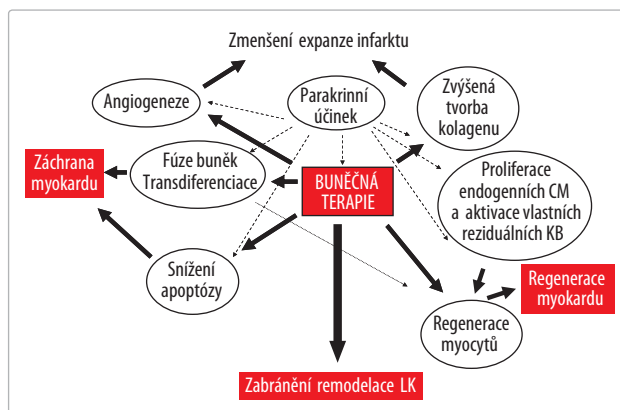 Zmenšení expanze infarktu
Angiogeneze
Parakrinní
účinek
Zvýšená
tvorba
kolagenu
Záchrana
myokardu
Fúze buněk
Transdiferenciace
BUNĚČNÁ
TERAPIE
Proliferace
endogenních CM
a aktivace vlastních
reziduálních KB
Snížení
apoptózy
Regenerace
myokardu
Regenerace
myocytů
Zabránění remodelace LK